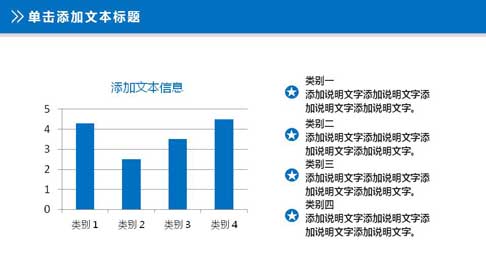 单击添加文本标题
添加文本信息
5
4
3
2
1
0
类别 1 类别 2 类别 3 类别 4
类别一
添加说明文字添加说明文字添
加说明文字添加说明文字。
类别二
添加说明文字添加说明文字添
加说明文字添加说明文字。
类别三
添加说明文字添加说明文字添
加说明文字添加说明文字。
类别四
添加说明文字添加说明文字添
加说明文字添加说明文字。